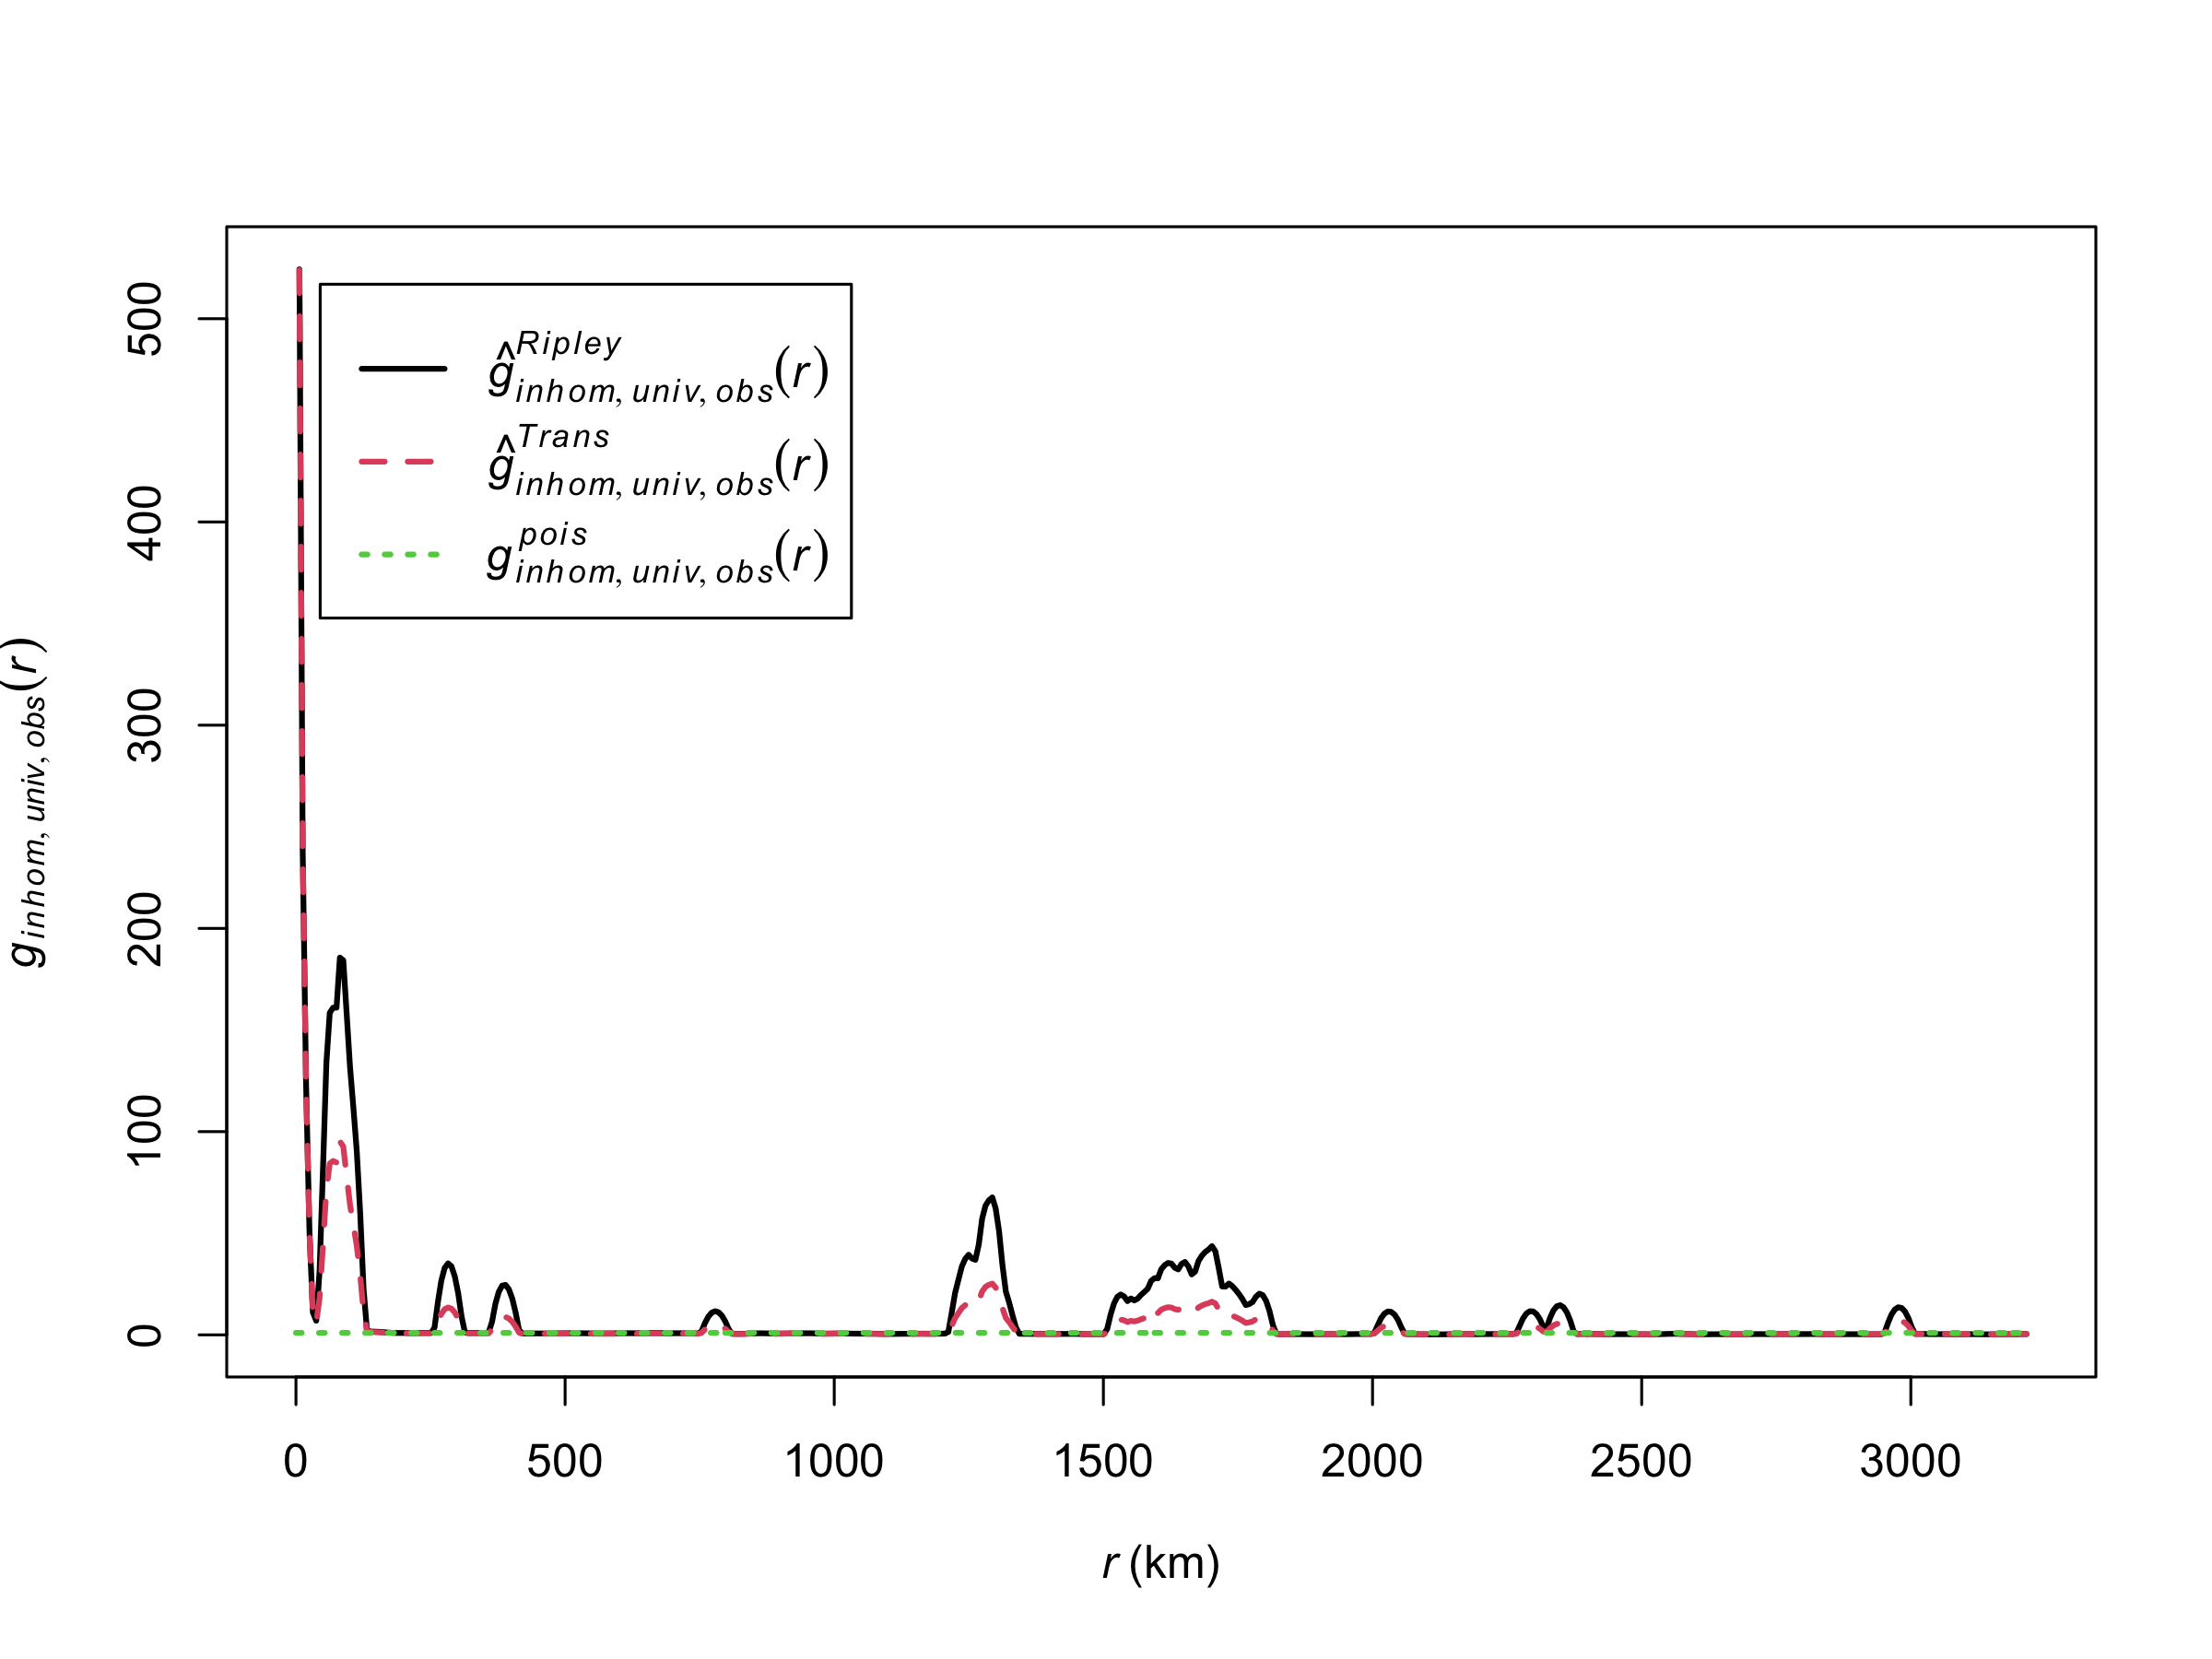 ĝ^Ripley_inhom, univ, obs(r)
ĝ^Trans_inhom, univ, obs(r)
g^pois_inhom, univ, obs(r)
g_inhom, univ, obs(r)
500
400
300
200
100
0
0 500 1000 1500 2000 2500 3000
r (km)